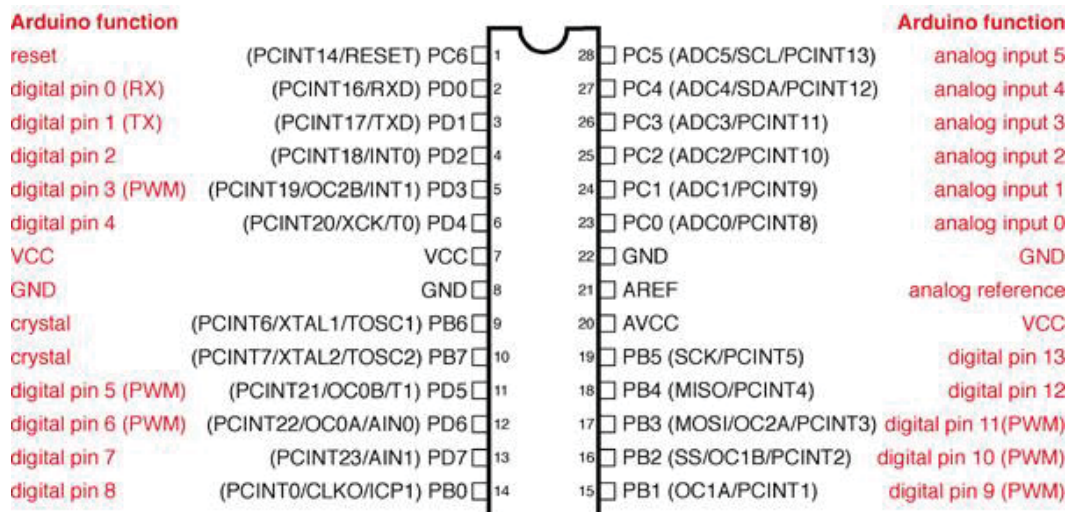 Arduino function Arduino function
reset (PCINT14/RESET) PC6 1 28 PC5 (ADC5/SCL/PCINT13) analog input 5
digital pin 0 (RX) (PCINT16/RXD) PD0 2 27 PC4 (ADC4/SDA/PCINT12) analog input 4
digital pin 1 (TX) (PCINT17/TXD) PD1 3 26 PC3 (ADC3/PCINT11) analog input 3
digital pin 2 (PCINT18/INT0) PD2 4 25 PC2 (ADC2/PCINT10) analog input 2
digital pin 3 (PWM) (PCINT19/OC2B/INT1) PD3 5 24 PC1 (ADC1/PCINT9) analog input 1
digital pin 4 (PCINT20/XCK/T0) PD4 6 23 PC0 (ADC0/PCINT8) analog input 0
VCC VCC 7 22 GND GND
GND GND 8 21 AREF analog reference
crystal (PCINT6/XTAL1/TOSC1) PB6 9 20 AVCC VCC
crystal (PCINT7/XTAL2/TOSC2) PB7 10 19 PB5 (SCK/PCINT5) digital pin 13
digital pin 5 (PWM) (PCINT21/OC0B/T1) PD5 11 18 PB4 (MISO/PCINT4) digital pin 12
digital pin 6 (PWM) (PCINT22/OC0A/AIN0) PD6 12 17 PB3 (MOSI/OC2A/PCINT3) digital pin 11(PWM)
digital pin 7 (PCINT23/AIN1) PD7 13 16 PB2 (SS/OC1B/PCINT2) digital pin 10 (PWM)
digital pin 8 (PCINT0/CLKO/ICP1) PB0 14 15 PB1 (OC1A/PCINT1) digital pin 9 (PWM)